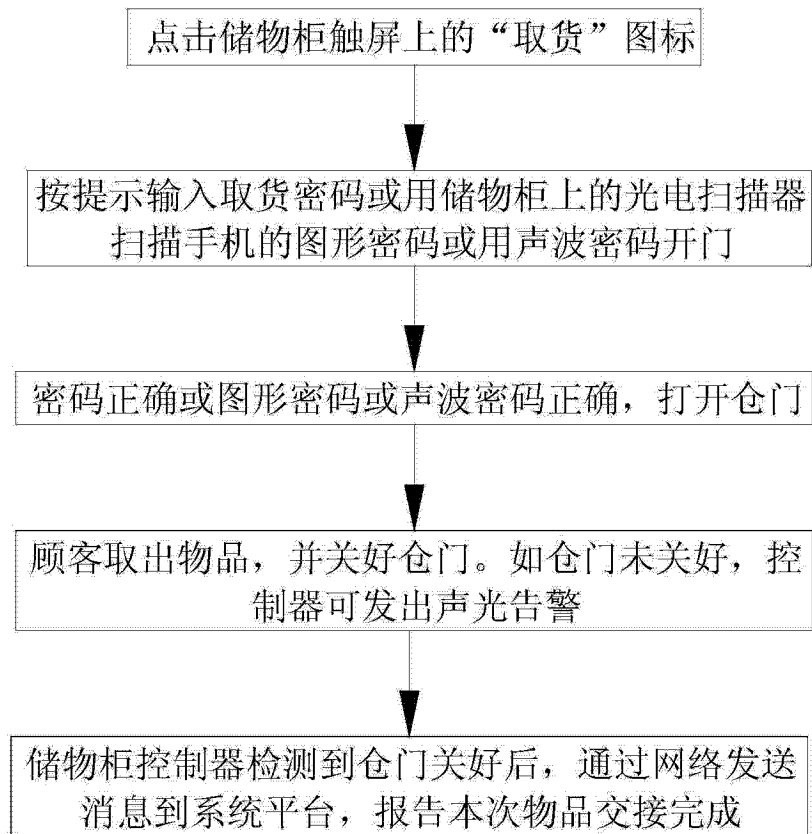 点击储物柜触屏上的“取货”图标
按提示输入取货密码或用储物柜上的光电扫描器
扫描手机的图形密码或用声波密码开门
密码正确或图形密码或声波密码正确，打开仓门
顾客取出物品，并关好仓门。如仓门未关好，控
制器可发出声光告警
储物柜控制器检测到仓门关好后，通过网络发送
消息到系统平台，报告本次物品交接完成